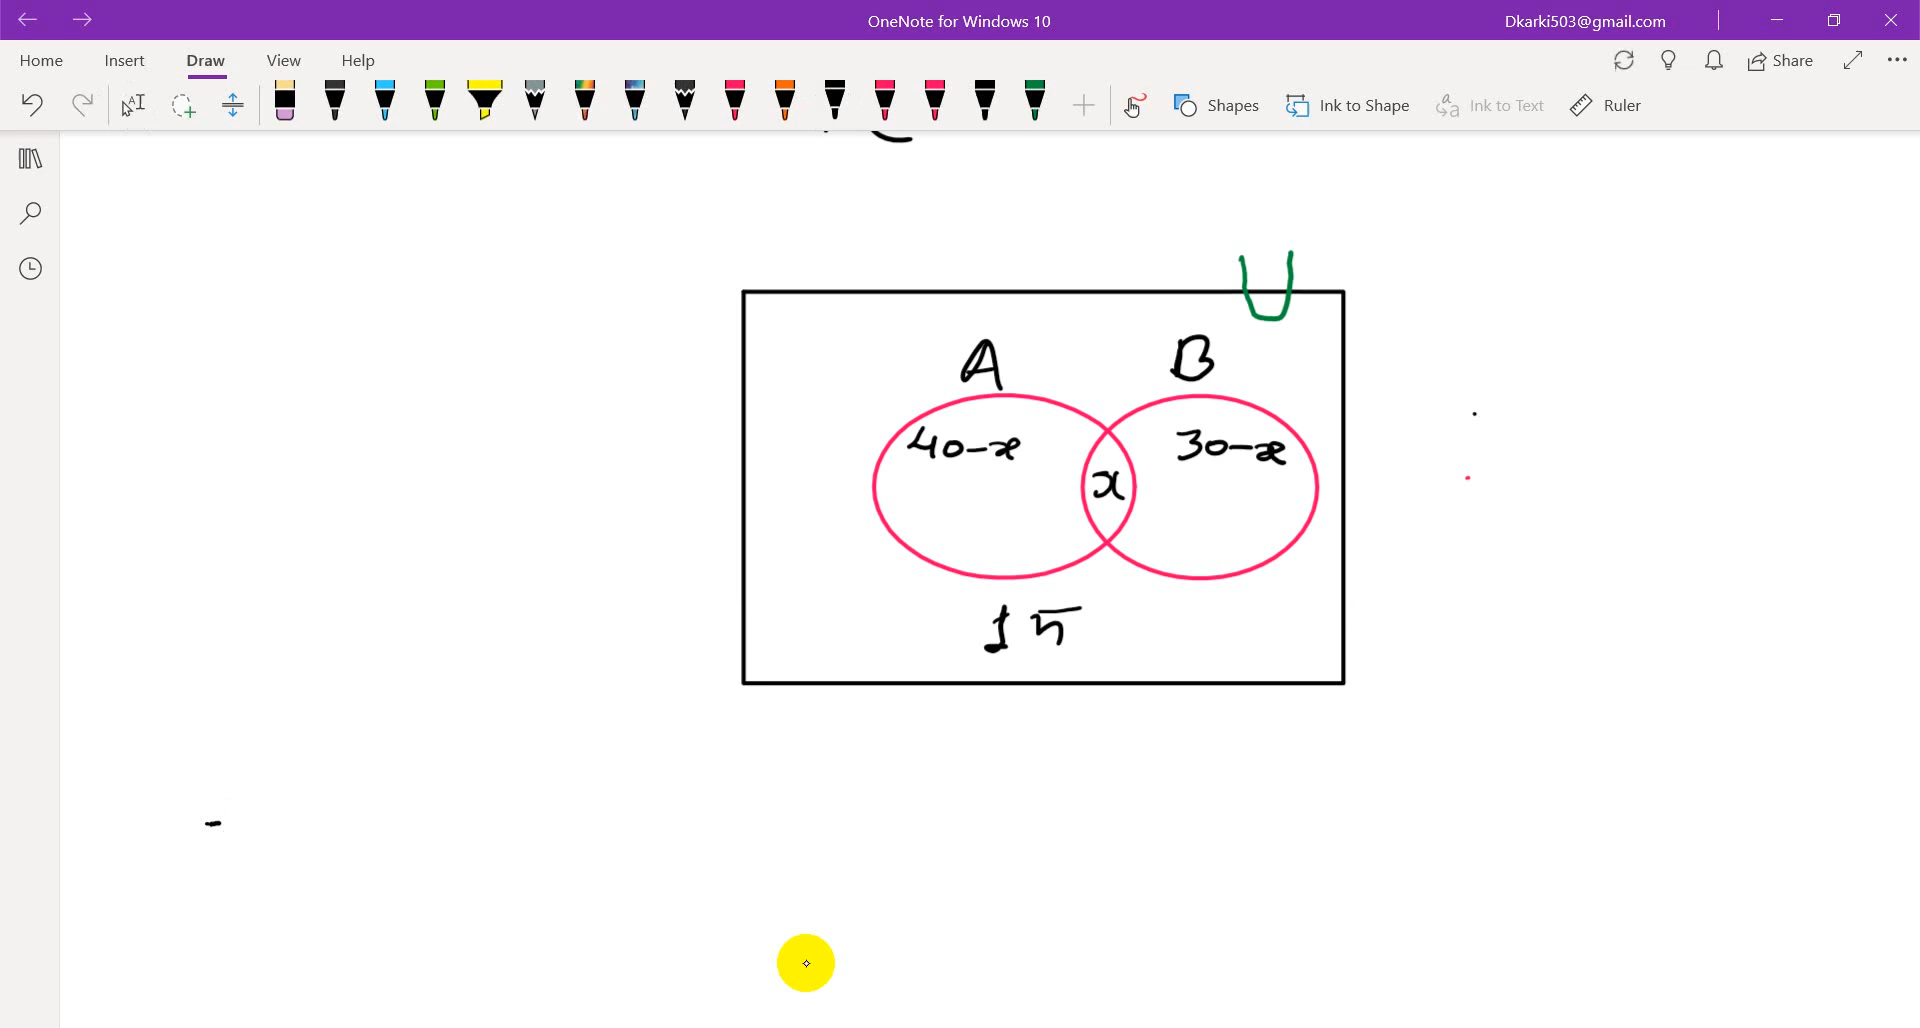 OneNote for Windows 10
Dkarki503@gmail.com
Home Insert Draw View Help
Share
Shapes Ink to Shape Ink to Text Ruler
U
A B
40-x x 30-x
15